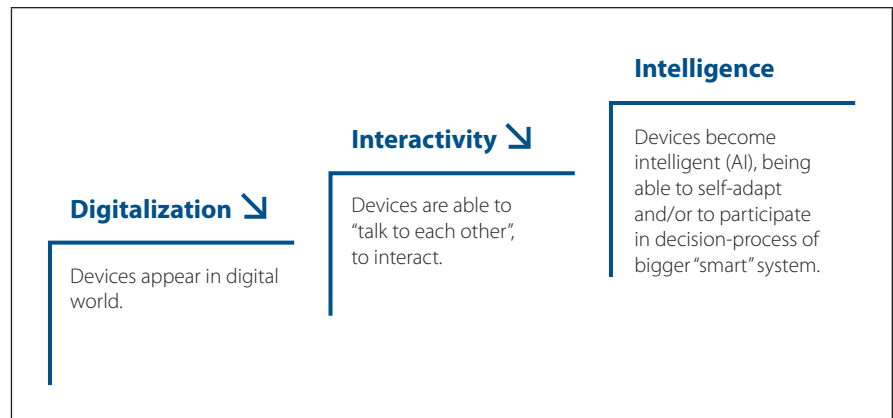 Digitalization
Devices appear in digital
world.
Interactivity
Devices are able to
“talk to each other”,
to interact.
Intelligence
Devices become
intelligent (AI), being
able to self-adapt
and/or to participate
in decision-process of
bigger “smart” system.